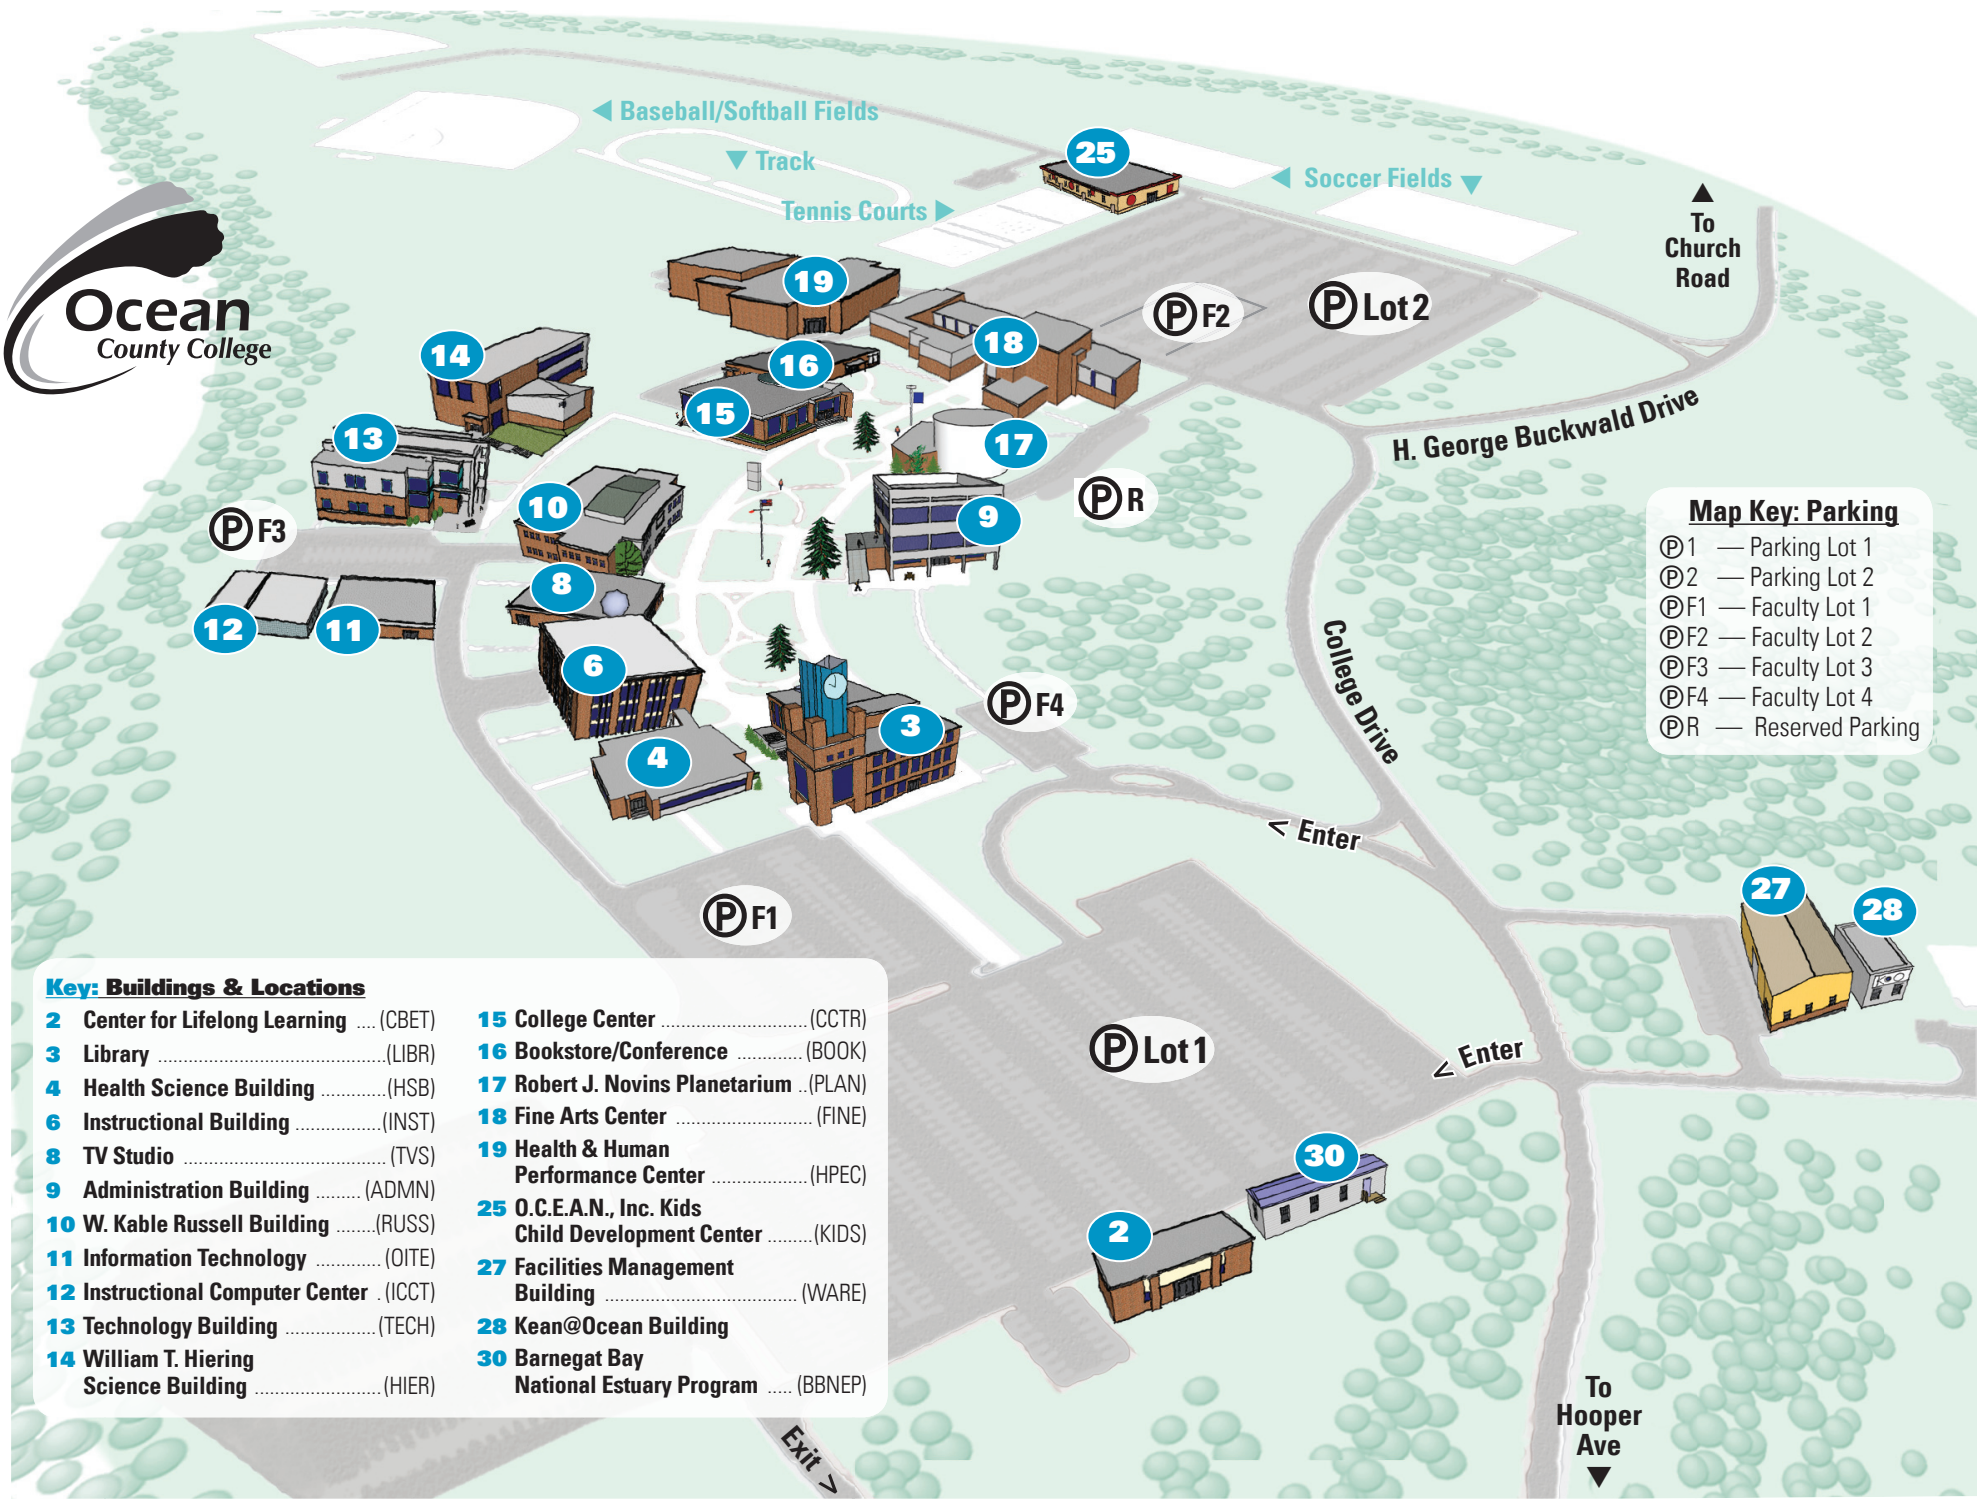 ◀ Baseball/Softball Fields
▼ Track
25
◀ Soccer Fields ▼
Tennis Courts ▶
▲
To
Church
Road
Ocean
County College
19
Ⓟ F2
Ⓟ Lot 2
14
18
16
15
13
17
H. George Buckwald Drive
10
9
Ⓟ R
Ⓟ F3
Map Key: Parking
Ⓟ1 — Parking Lot 1
Ⓟ2 — Parking Lot 2
ⓅF1 — Faculty Lot 1
ⓅF2 — Faculty Lot 2
ⓅF3 — Faculty Lot 3
ⓅF4 — Faculty Lot 4
ⓅR — Reserved Parking
8
12
11
6
College Drive
Ⓟ F4
3
4
< Enter
27
28
Ⓟ F1
Ⓟ Lot 1
< Enter
30
2
Key: Buildings & Locations
2 Center for Lifelong Learning .... (CBET)
3 Library ............................................(LIBR)
4 Health Science Building .............(HSB)
6 Instructional Building .................(INST)
8 TV Studio ....................................... (TVS)
9 Administration Building ......... (ADMN)
10 W. Kable Russell Building ........(RUSS)
11 Information Technology ............. (OITE)
12 Instructional Computer Center . (ICCT)
13 Technology Building ..................(TECH)
14 William T. Hiering
Science Building .........................(HIER)
15 College Center .............................(CCTR)
16 Bookstore/Conference .............(BOOK)
17 Robert J. Novins Planetarium ..(PLAN)
18 Fine Arts Center ........................... (FINE)
19 Health & Human
Performance Center ...................(HPEC)
25 O.C.E.A.N., Inc. Kids
Child Development Center .........(KIDS)
27 Facilities Management
Building ..................................... (WARE)
28 Kean@Ocean Building
30 Barnegat Bay
National Estuary Program ..... (BBNEP)
Exit >
To
Hooper
Ave
▼